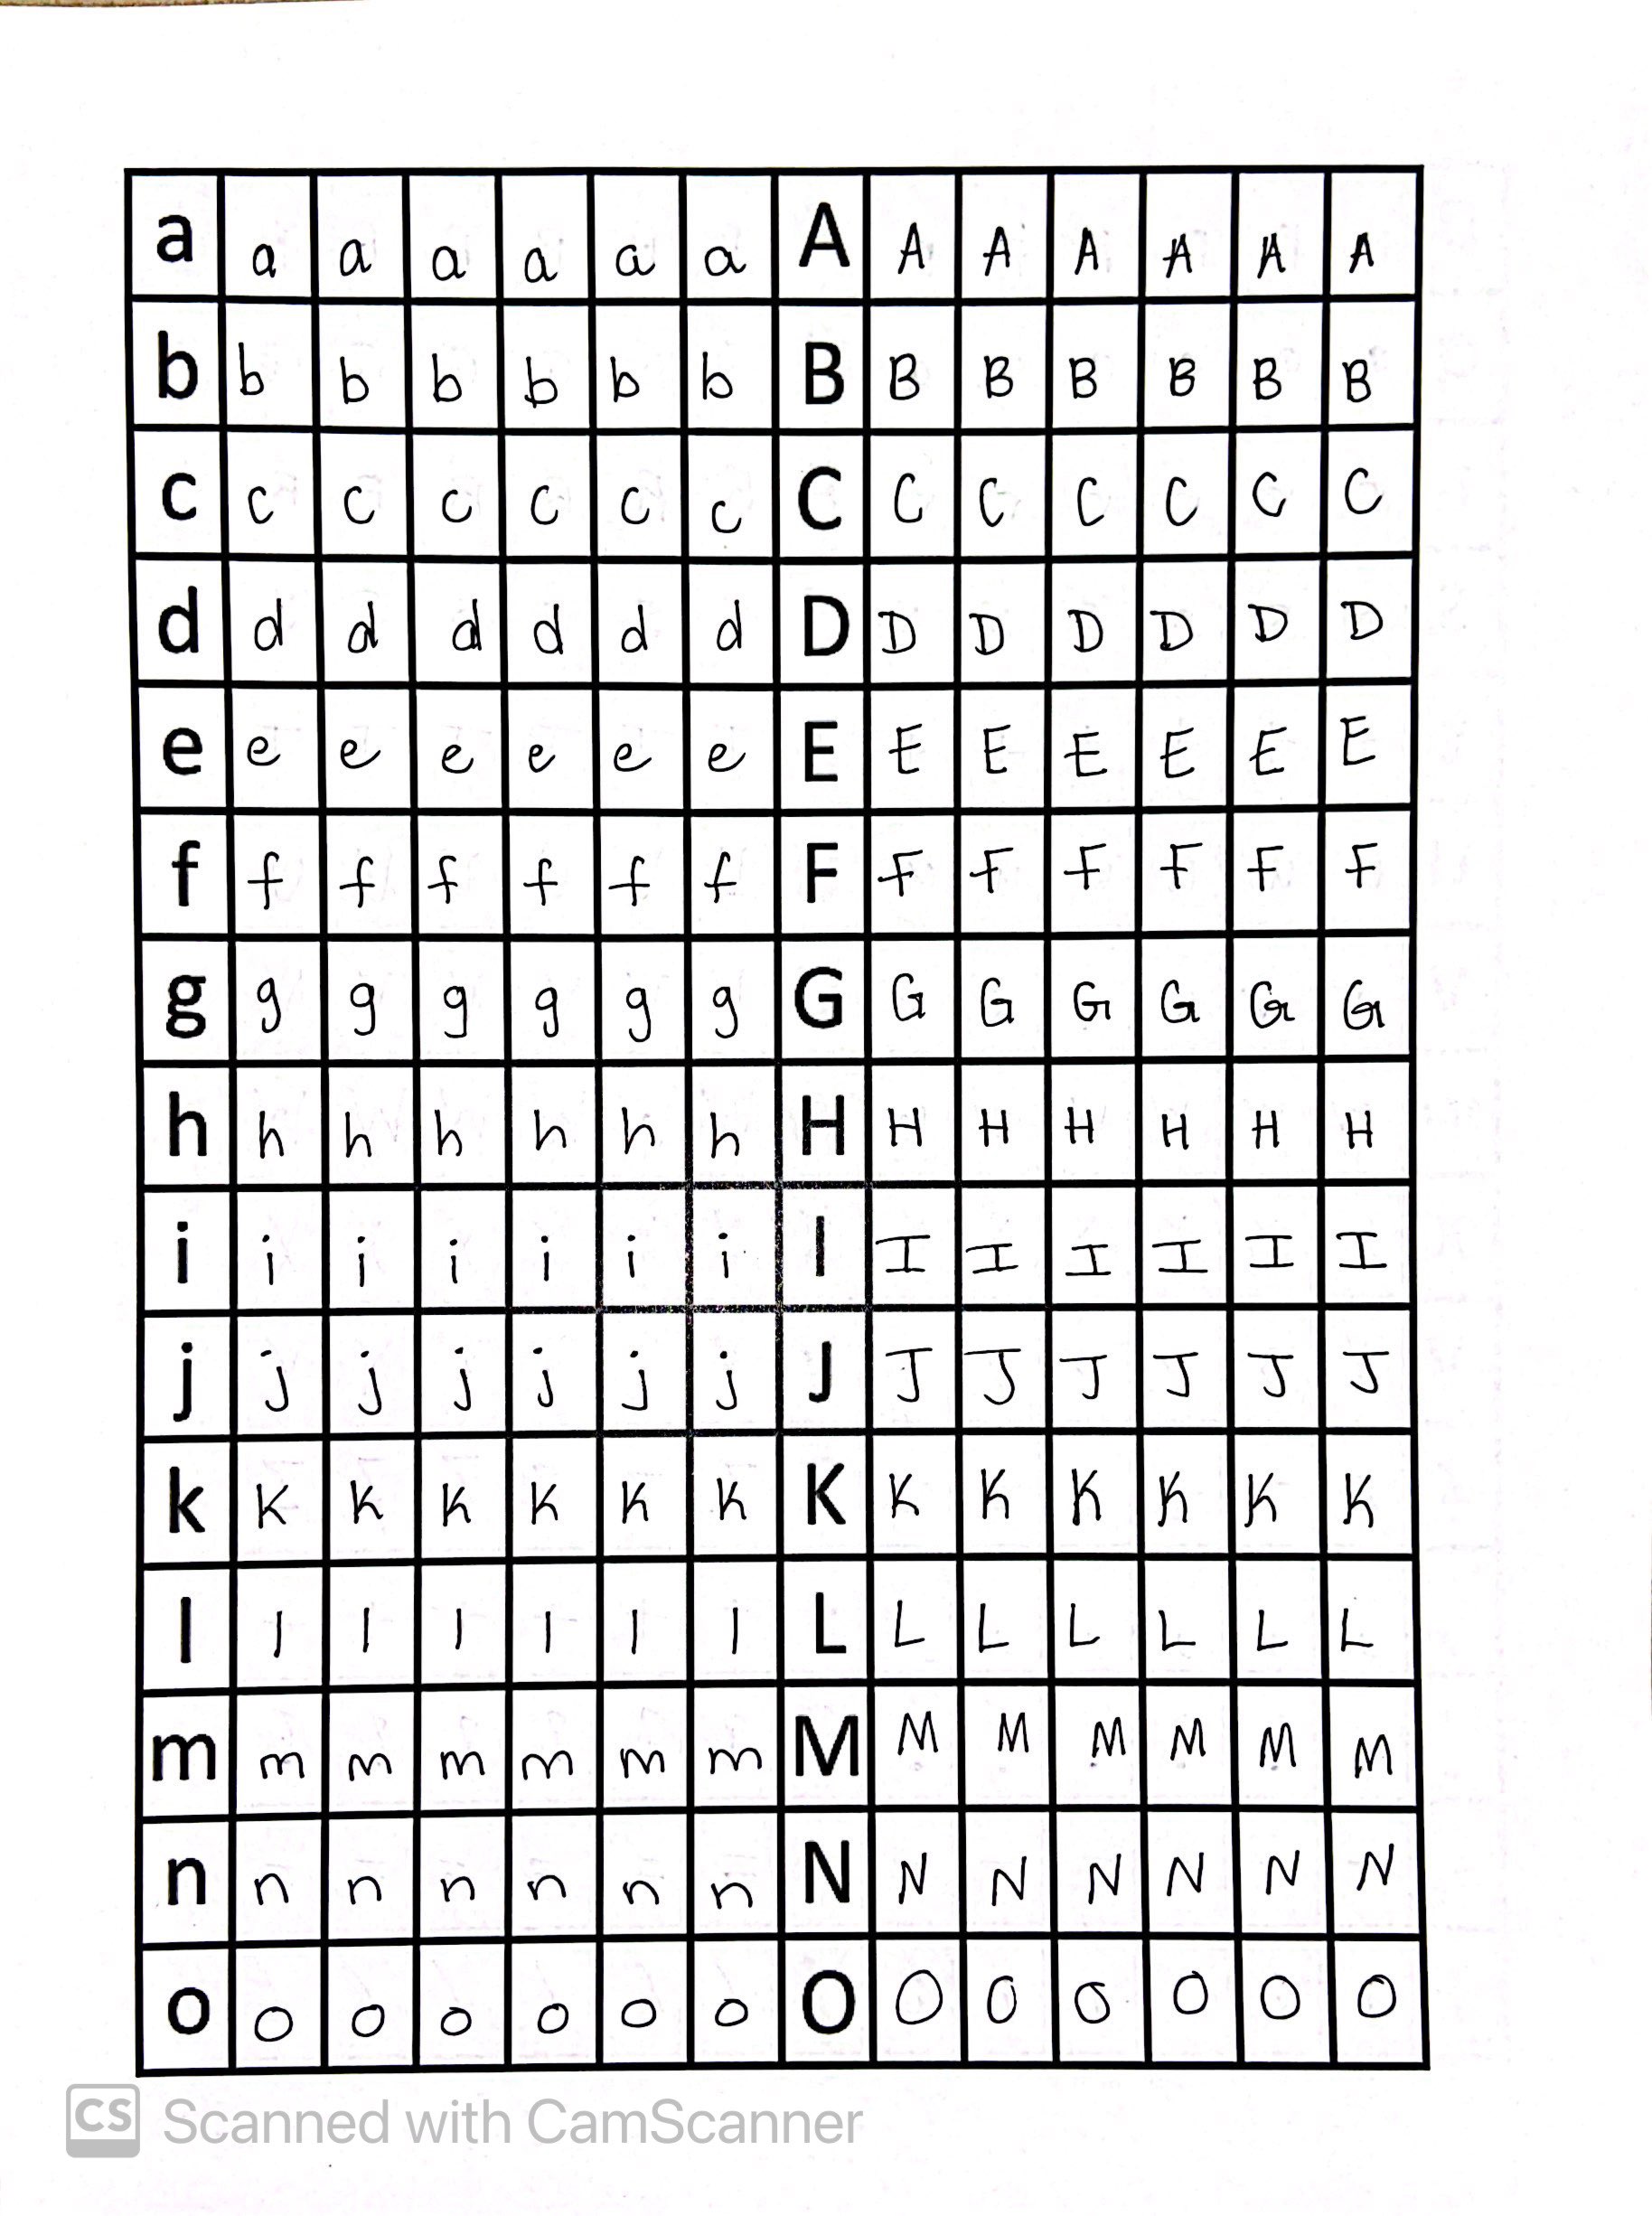 a a a a a a a A A A A A A A
b b b b b b b B B B B B B B
c c c c c c c C C C C C C C
d d d d d d d D D D D D D D
e e e e e e e E E E E E E E
f f f f f f f F F F F F F F
g g g g g g g G G G G G G G
h h h h h h h H H H H H H H
i i i i i i i I I I I I I I
j j j j j j j J J J J J J J
k k k k k k k K K K K K K K
l l l l l l l L L L L L L L
m m m m m m m M M M M M M M
n n n n n n n N N N N N N N
o o o o o o o O O O O O O O
CS Scanned with CamScanner